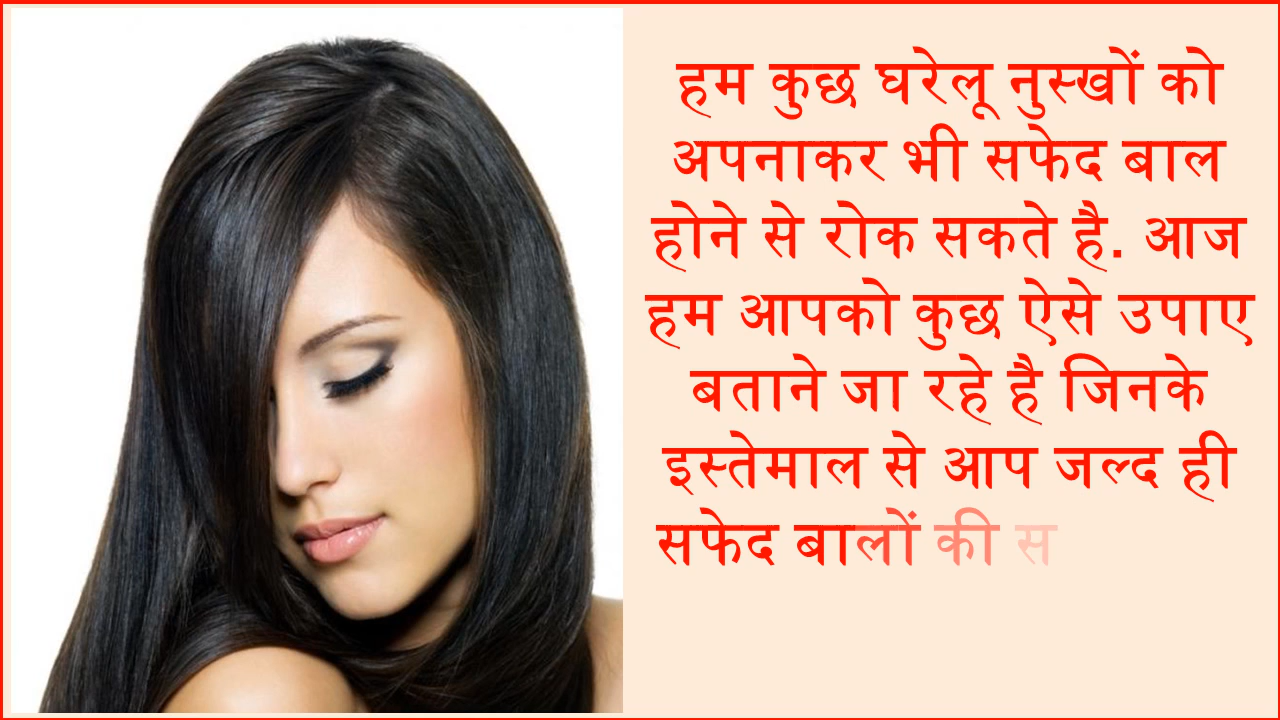 हम कुछ घरेलू नुस्खों को
अपनाकर भी सफेद बाल
होने से रोक सकते है. आज
हम आपको कुछ ऐसे उपाए
बताने जा रहे है जिनके
इस्तेमाल से आप जल्द ही
सफेद बालों की स